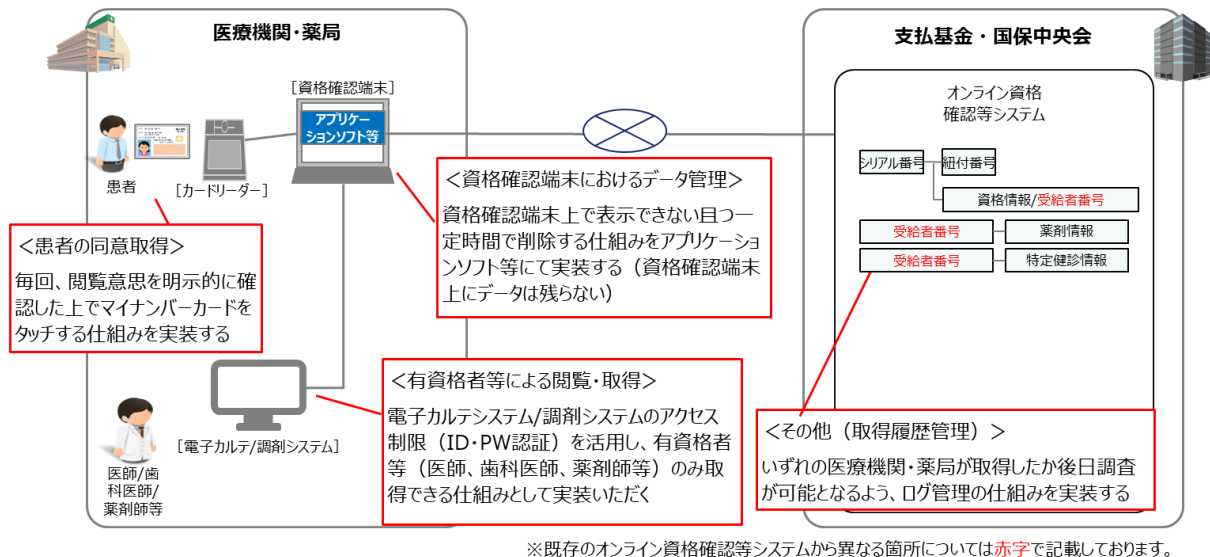 医療機関・薬局
支払基金・国保中央会
[資格確認端末]
アプリケー
ションソフト等
患者
[カードリーダー]
オンライン資格
確認等システム
シリアル番号
紐付番号
資格情報/受給者番号
受給者番号
薬剤情報
受給者番号
特定健診情報
<資格確認端末におけるデータ管理>
資格確認端末上で表示できない且つ一
定時間で削除する仕組みをアプリケーショ
ンソフト等にて実装する（資格確認端末
上にデータは残らない）
<患者の同意取得>
毎回、閲覧意思を明示的に確
認した上でマイナンバーカードを
タッチする仕組みを実装する
<有資格者等による閲覧・取得>
電子カルテシステム/調剤システムのアクセス
制限（ID・PW認証）を活用し、有資格者
等（医師、歯科医師、薬剤師等）のみ取
得できる仕組みとして実装いただく
[電子カルテ/調剤システム]
医師/歯
科医師/
薬剤師等
<その他（取得履歴管理）>
いずれの医療機関・薬局が取得したか後日調査
が可能となるよう、ログ管理の仕組みを実装する
※既存のオンライン資格確認等システムから異なる箇所については赤字で記載しております。